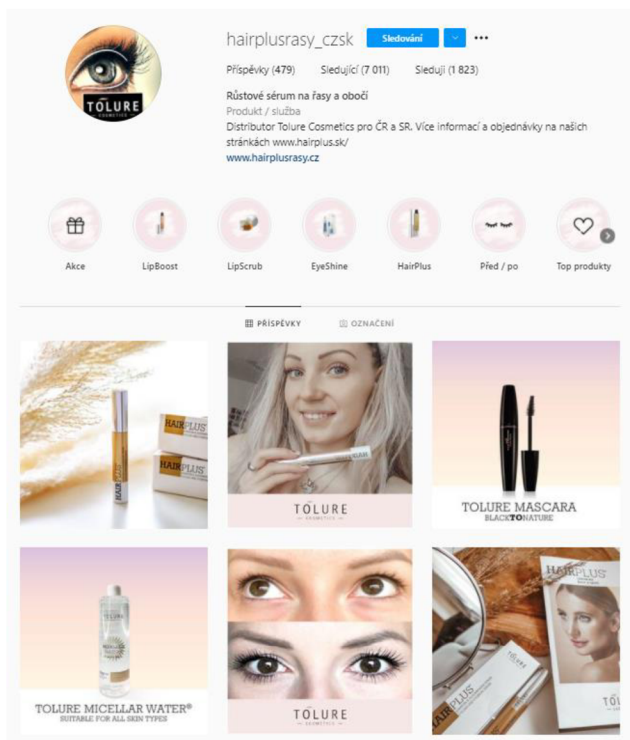 TOLURE
COSMETICS
hairplusrasy_czsk
Sledování
Příspěvky (479) Sledující (7 011) Sleduji (1 823)
Růstové sérum na řasy a obočí
Produkt / služba
Distributor Tolure Cosmetics pro ČR a SR. Více informací a objednávky na našich
stránkách www.hairplus.sk/
www.hairplusrasy.cz
Akce LipBoost LipScrub EyeShine HairPlus Před / po Top produkty
PŘÍSPĚVKY OZNAČENÍ
HAIRPLUS
HAIRPLUS
HAIRPLUS
TOLURE
COSMETICS
TOLURE MASCARA
BLACKTONATURE
TOLURE
TOLURE MICELLAR WATER®
SUITABLE FOR ALL SKIN TYPES
TOLURE
COSMETICS
HAIRPLUS
TOLURE
HAIRPLUS